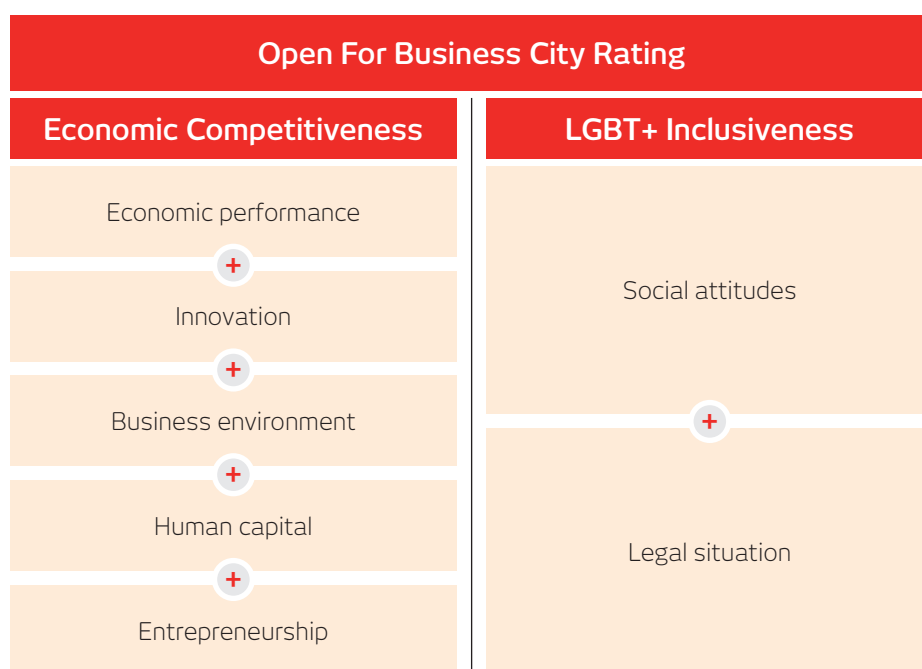 Open For Business City Rating
Economic Competitiveness
Economic performance
+
Innovation
+
Business environment
+
Human capital
+
Entrepreneurship
LGBT+ Inclusiveness
Social attitudes
+
Legal situation